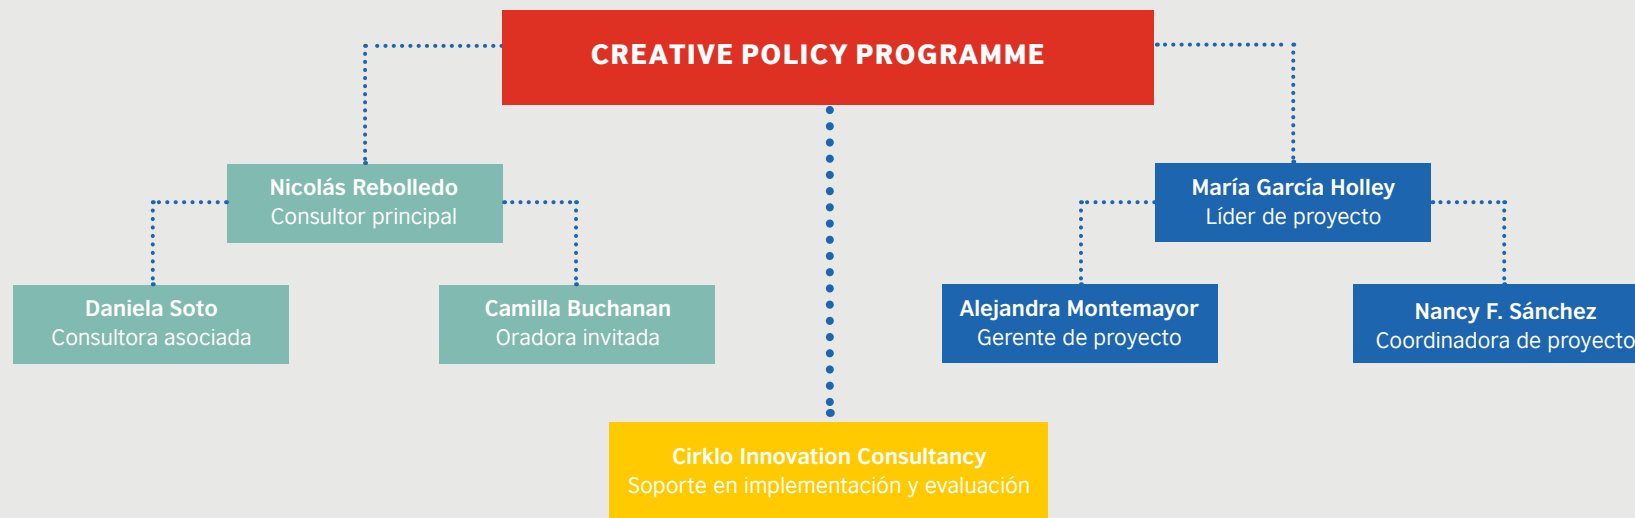 CREATIVE POLICY PROGRAMME
Nicolás Rebolledo
Consultor principal
María García Holley
Líder de proyecto
Daniela Soto
Consultora asociada
Camilla Buchanan
Oradora invitada
Alejandra Montemayor
Gerente de proyecto
Nancy F. Sánchez
Coordinadora de proyecto
Cirklo Innovation Consultancy
Soporte en implementación y evaluación